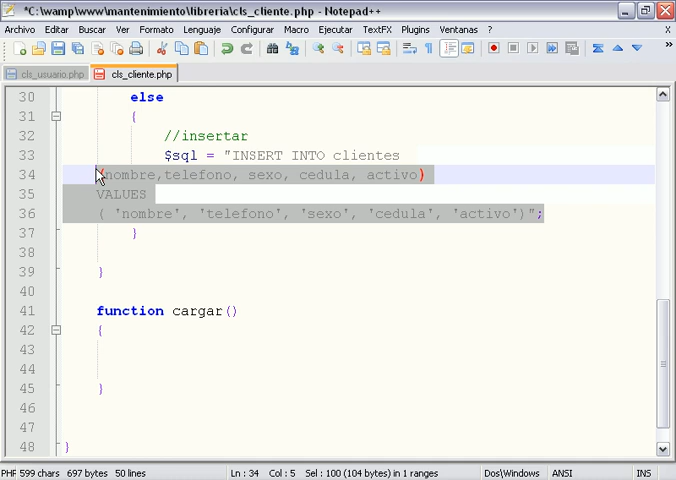 *C:\wamp\www\mantenimiento\libreria\cls_cliente.php - Notepad++
Archivo Editar Buscar Ver Formato Lenguaje Configurar Macro Ejecutar TextFX Plugins Ventanas ? X
cls_usuario.php cls_cliente.php
30 else
31 {
32 //insertar
33 $sql = "INSERT INTO clientes
34 (nombre,telefono, sexo, cedula, activo)
35 VALUES
36 ( 'nombre', 'telefono', 'sexo', 'cedula', 'activo')";
37 }
38
39 }
40
41 function cargar()
42 {
43
44
45 }
46
47
48 }
PHF 599 chars 697 bytes 50 lines Ln : 34 Col : 5 Sel : 100 (104 bytes) in 1 ranges Dos\Windows ANSI INS